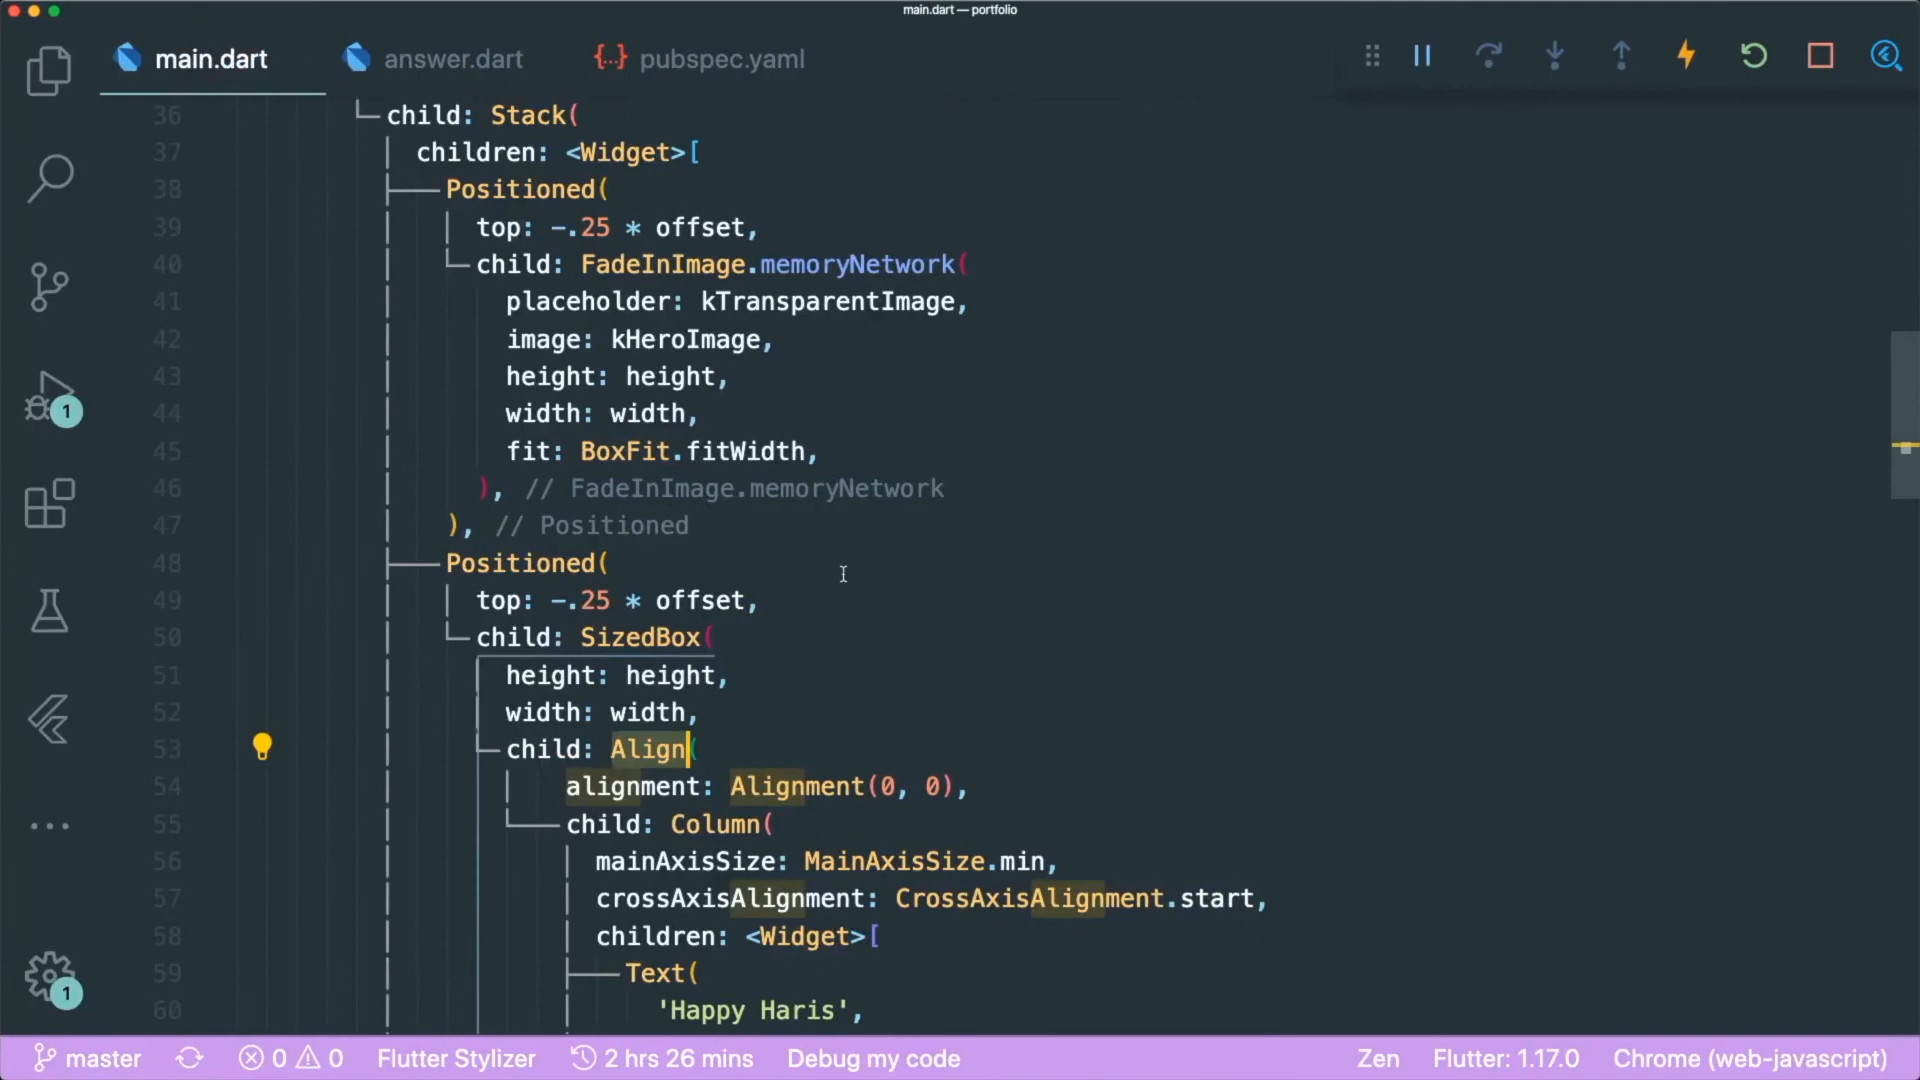 main.dart — portfolio
main.dart
answer.dart
{...} pubspec.yaml
36 child: Stack(
37 children: <Widget>[
38 Positioned(
39 top: -.25 * offset,
40 child: FadeInImage.memoryNetwork(
41 placeholder: kTransparentImage,
42 image: kHeroImage,
43 height: height,
44 width: width,
45 fit: BoxFit.fitWidth,
46 ), // FadeInImage.memoryNetwork
47 ), // Positioned
48 Positioned(
49 top: -.25 * offset,
50 child: SizedBox(
51 height: height,
52 width: width,
53 child: Align(
54 alignment: Alignment(0, 0),
55 child: Column(
56 mainAxisSize: MainAxisSize.min,
57 crossAxisAlignment: CrossAxisAlignment.start,
58 children: <Widget>[
59 Text(
60 'Happy Haris',
1
1
master 0 0 Flutter Stylizer 2 hrs 26 mins Debug my code Zen Flutter: 1.17.0 Chrome (web-javascript)